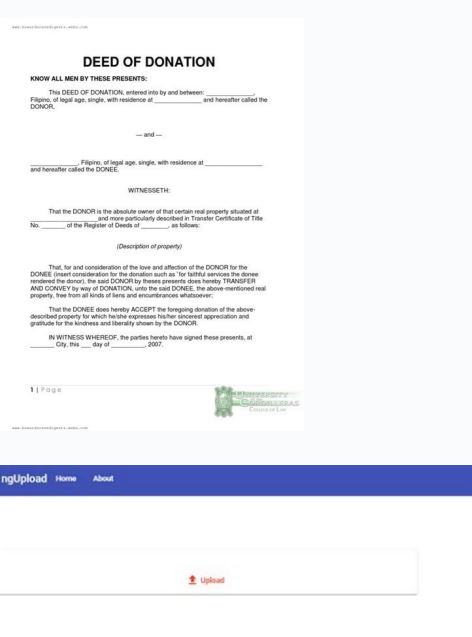 DEED OF DONATION
KNOW ALL MEN BY THESE PRESENTS:
This DEED OF DONATION, entered into by and between: ______________,
Filipino, of legal age, single, with residence at ______________ and hereafter called the
DONOR,
— and —
______________, Filipino, of legal age, single, with residence at _________________
and hereafter called the DONEE.
WITNESSETH:
That the DONOR is the absolute owner of that certain real property situated at
____________________and more particularly described in Transfer Certificate of Title
No. _______ of the Register of Deeds of ________, as follows:
(Description of property)
That, for and consideration of the love and affection of the DONOR for the
DONEE (insert consideration for the donation such as ˝for faithful services the donee
rendered the donor), the said DONOR by theses presents does hereby TRANSFER
AND CONVEY by way of DONATION, unto the said DONEE, the above-mentioned real
property, free from all kinds of liens and encumbrances whatsoever;
That the DONEE does hereby ACCEPT the foregoing donation of the above-
described property for which he/she expresses his/her sincerest appreciation and
gratitude for the kindness and liberality shown by the DONOR.
IN WITNESS WHEREOF, the parties hereto have signed these presents, at
_______ City, this ___ day of __________, 2007.
1 | Page
UNIVERSITY
CORDILLERAS
COLLEGE OF LAW
ngUpload Home About
Upload